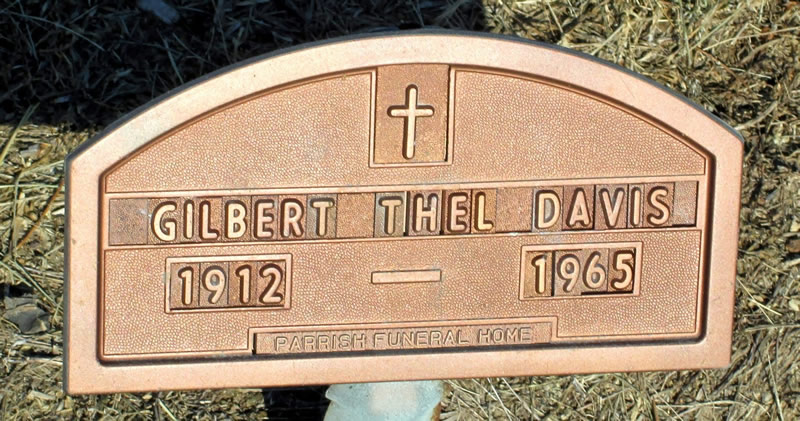 GILBERT THEL DAVIS
1912 — 1965
PARRISH FUNERAL HOME